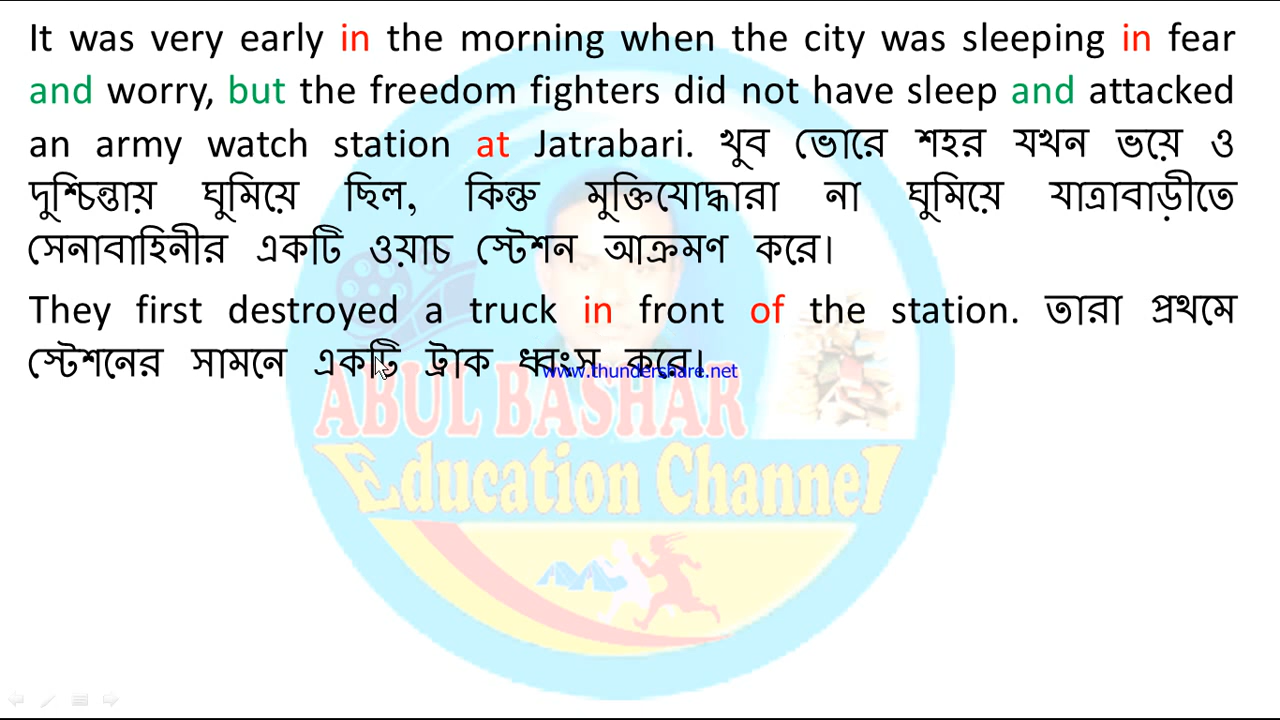 It was very early in the morning when the city was sleeping in fear
and worry, but the freedom fighters did not have sleep and attacked
an army watch station at Jatrabari. খুব ভোরে শহর যখন ভয়ে ও
দুশ্চিন্তায় ঘুমিয়ে ছিল, কিন্তু মুক্তিযোদ্ধারা না ঘুমিয়ে যাত্রাবাড়ীতে
সেনাবাহিনীর একটি ওয়াচ স্টেশন আক্রমণ করে।
They first destroyed a truck in front of the station. তারা প্রথমে
স্টেশনের সামনে একটি ট্রাক ধ্বংস করে।
www.thundershare.net
ABUL BASHAR
Education Channel